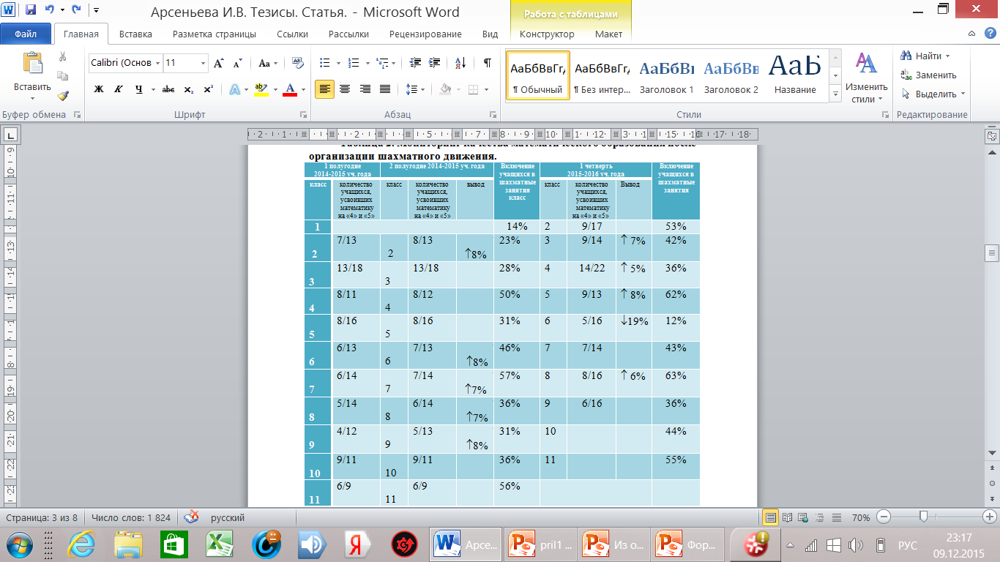 Арсеньева И.В. Тезисы. Статья. - Microsoft Word
Работа с таблицами
Файл Главная Вставка Разметка страницы Ссылки Рассылки Рецензирование Вид Конструктор Макет
Вставить
Calibri (Основ 11
Ж К Ч abc x₂ x²
АаБбВвГгД АаБбВвГгД АаБбВі АаБбВв АаБ
¶ Обычный ¶ Без интер... Заголовок 1 Заголовок 2 Название
Изменить стили
Найти
Заменить
Выделить
Буфер обмена Шрифт Абзац Стили Редактирование
Таблица 2. Мониторинг качества математического образования после
организации шахматного движения.
1 полугодие 2014-2015 уч. года 2 полугодие 2014-2015 уч. года Включение учащихся в шахматные занятия класс 1 четверть 2015-2016 уч. года Включение учащихся в шахматные занятия
класс количество учащихся, усвоивших математику на «4» и «5» класс количество учащихся, усвоивших математику на «4» и «5» вывод класс количество учащихся, усвоивших математику на «4» и «5» Вывод
1 14% 2 9/17 53%
2 7/13 2 8/13 ↑8% 23% 3 9/14 ↑ 7% 42%
3 13/18 3 13/18 28% 4 14/22 ↑ 5% 36%
4 8/11 4 8/12 50% 5 9/13 ↑ 8% 62%
5 8/16 5 8/16 31% 6 5/16 ↓19% 12%
6 6/13 6 7/13 ↑8% 46% 7 7/14 43%
7 6/14 7 7/14 ↑7% 57% 8 8/16 ↑ 6% 63%
8 5/14 8 6/14 ↑7% 36% 9 6/16 36%
9 4/12 9 5/13 ↑8% 31% 10 44%
10 9/11 10 9/11 36% 11 55%
11 6/9 11 6/9 56%
Страница: 3 из 8 Число слов: 1 824 русский 70%
Арсе... pril1 ... Из о... Фор... РУС 23:17
09.12.2015